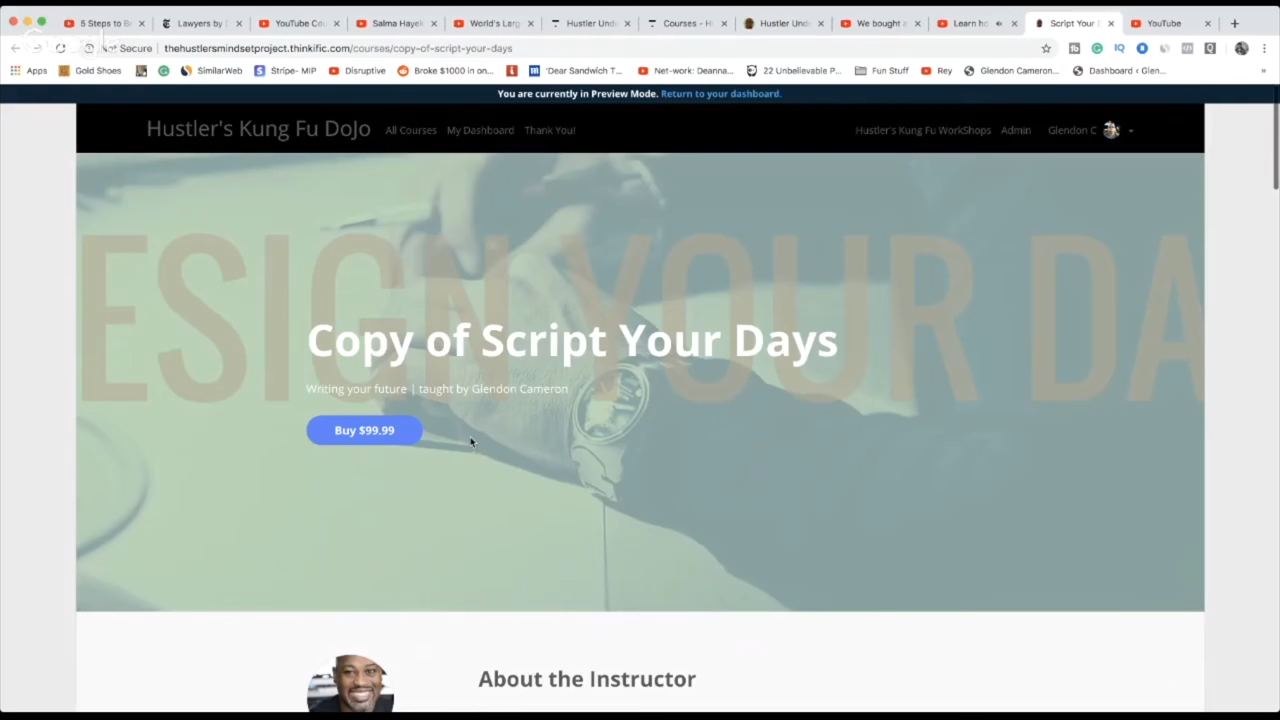 5 Steps to B
Lawyers by
YouTube Co
Salma Hayek
World's Larg
Hustler Und
Courses - H
Hustler Und
We bought a
Learn ho
Script Your
YouTube
Not Secure
thehustlersmindsetproject.thinkific.com/courses/copy-of-script-your-days
Apps
Gold Shoes
SimilarWeb
Stripe- MIP
Disruptive
Broke $1000 in on...
'Dear Sandwich T...
Net-work: Deanna...
22 Unbelievable P...
Fun Stuff
Rey
Glendon Cameron...
Dashboard ‹ Glen...
You are currently in Preview Mode. Return to your dashboard.
Hustler's Kung Fu DoJo
All Courses
My Dashboard
Thank You!
Hustler's Kung Fu WorkShops
Admin
Glendon C
ESIGN YOUR DA
Copy of Script Your Days
Writing your future | taught by Glendon Cameron
Buy $99.99
About the Instructor